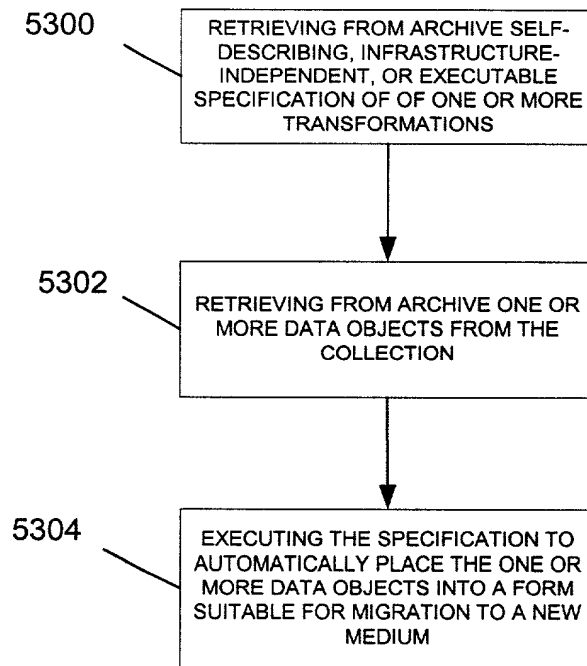 5300
RETRIEVING FROM ARCHIVE SELF-
DESCRIBING, INFRASTRUCTURE-
INDEPENDENT, OR EXECUTABLE
SPECIFICATION OF OF ONE OR MORE
TRANSFORMATIONS
5302
RETRIEVING FROM ARCHIVE ONE OR
MORE DATA OBJECTS FROM THE
COLLECTION
5304
EXECUTING THE SPECIFICATION TO
AUTOMATICALLY PLACE THE ONE OR
MORE DATA OBJECTS INTO A FORM
SUITABLE FOR MIGRATION TO A NEW
MEDIUM